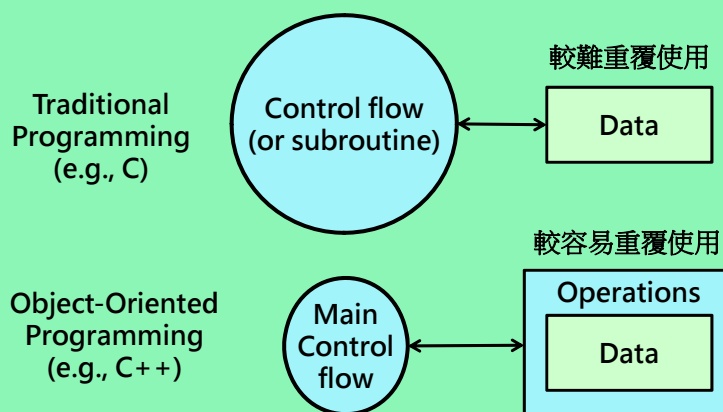 較難重覆使用
Traditional
Programming
(e.g., C)
Control flow
(or subroutine)
Data
較容易重覆使用
Object-Oriented
Programming
(e.g., C++)
Main
Control
flow
Operations
Data